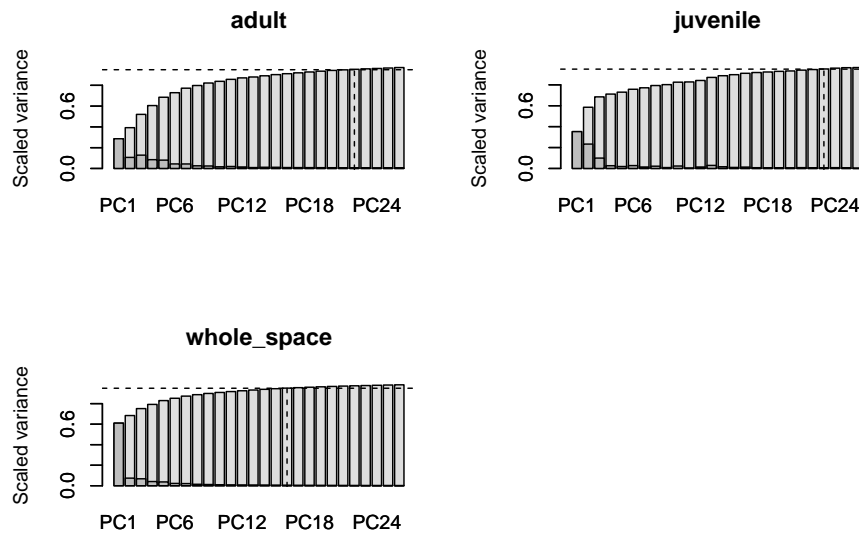 adult
Scaled variance
0.0 0.6
PC1 PC6 PC12 PC18 PC24
juvenile
Scaled variance
0.0 0.6
PC1 PC6 PC12 PC18 PC24
whole_space
Scaled variance
0.0 0.6
PC1 PC6 PC12 PC18 PC24